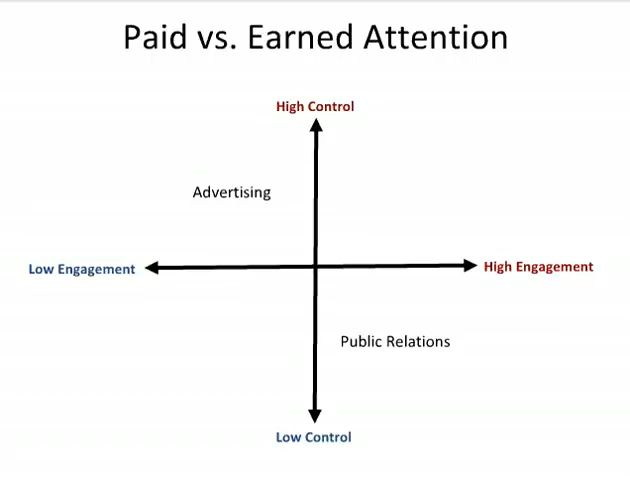 Paid vs. Earned Attention
High Control
Advertising
Low Engagement
High Engagement
Public Relations
Low Control